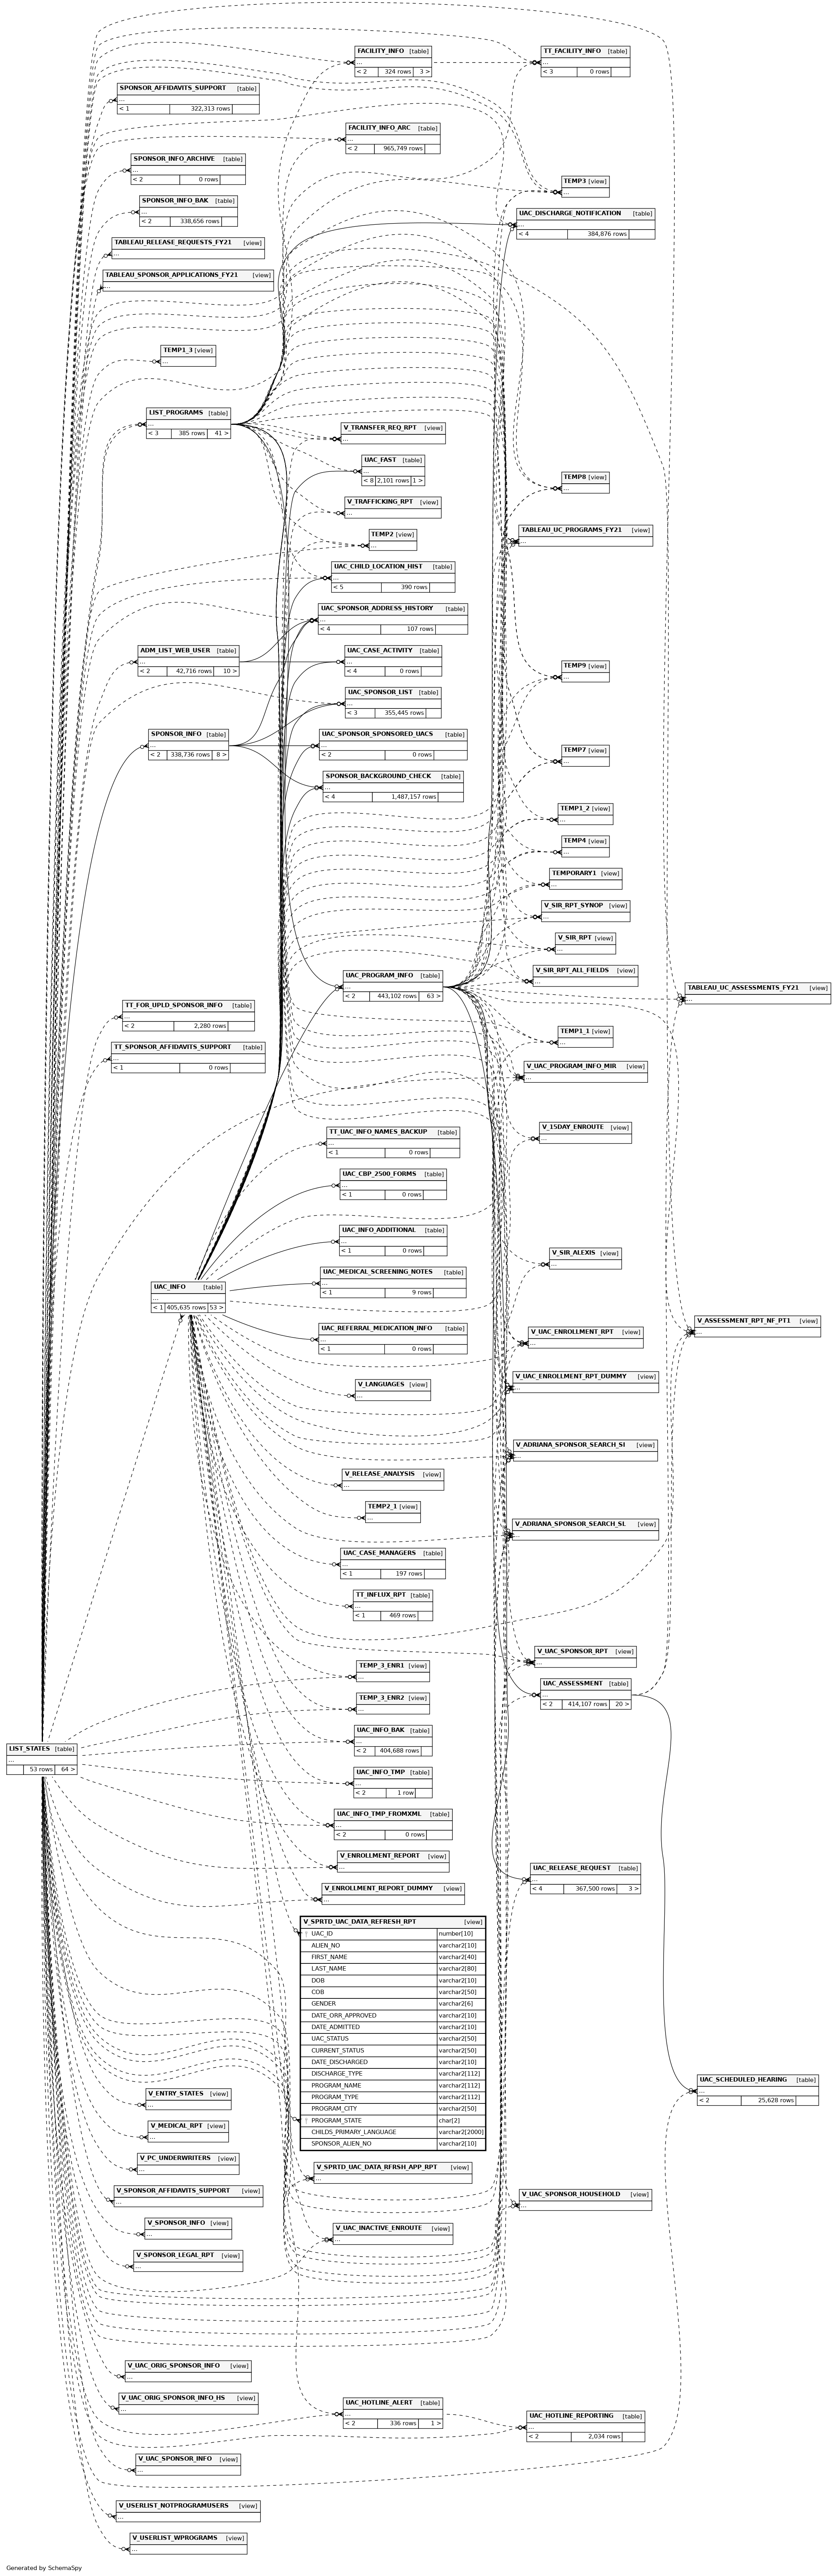 FACILITY_INFO [table]
...
< 2 324 rows 3 >
TT_FACILITY_INFO [table]
...
< 3 0 rows
SPONSOR_AFFIDAVITS_SUPPORT [table]
...
< 1 322,313 rows
FACILITY_INFO_ARC [table]
...
< 2 965,749 rows
SPONSOR_INFO_ARCHIVE [table]
...
< 2 0 rows
TEMP3 [view]
...
SPONSOR_INFO_BAK [table]
...
< 2 338,656 rows
UAC_DISCHARGE_NOTIFICATION [table]
...
< 4 384,876 rows
TABLEAU_RELEASE_REQUESTS_FY21 [view]
...
TABLEAU_SPONSOR_APPLICATIONS_FY21 [view]
...
TEMP1_3 [view]
...
LIST_PROGRAMS [table]
...
< 3 385 rows 41 >
V_TRANSFER_REQ_RPT [view]
...
UAC_FAST [table]
...
< 8 2,101 rows 1 >
TEMP8 [view]
...
V_TRAFFICKING_RPT [view]
...
TABLEAU_UC_PROGRAMS_FY21 [view]
...
TEMP2 [view]
...
UAC_CHILD_LOCATION_HIST [table]
...
< 5 390 rows
UAC_SPONSOR_ADDRESS_HISTORY [table]
...
< 4 107 rows
ADM_LIST_WEB_USER [table]
...
< 2 42,716 rows 10 >
UAC_CASE_ACTIVITY [table]
...
< 4 0 rows
TEMP9 [view]
...
UAC_SPONSOR_LIST [table]
...
< 3 355,445 rows
SPONSOR_INFO [table]
...
< 2 338,736 rows 8 >
UAC_SPONSOR_SPONSORED_UACS [table]
...
< 2 0 rows
TEMP7 [view]
...
SPONSOR_BACKGROUND_CHECK [table]
...
< 4 1,487,157 rows
TEMP1_2 [view]
...
TEMP4 [view]
...
TEMPORARY1 [view]
...
V_SIR_RPT_SYNOP [view]
...
V_SIR_RPT [view]
...
V_SIR_RPT_ALL_FIELDS [view]
...
UAC_PROGRAM_INFO [table]
...
< 2 443,102 rows 63 >
TABLEAU_UC_ASSESSMENTS_FY21 [view]
...
TT_FOR_UPLD_SPONSOR_INFO [table]
...
< 2 2,280 rows
TEMP1_1 [view]
...
TT_SPONSOR_AFFIDAVITS_SUPPORT [table]
...
< 1 0 rows
V_UAC_PROGRAM_INFO_MIR [view]
...
TT_UAC_INFO_NAMES_BACKUP [table]
...
< 1 0 rows
V_15DAY_ENROUTE [view]
...
UAC_CBP_2500_FORMS [table]
...
< 1 0 rows
UAC_INFO_ADDITIONAL [table]
...
< 1 0 rows
V_SIR_ALEXIS [view]
...
UAC_INFO [table]
...
< 1 405,635 rows 53 >
UAC_MEDICAL_SCREENING_NOTES [table]
...
< 1 9 rows
UAC_REFERRAL_MEDICATION_INFO [table]
...
< 1 0 rows
V_UAC_ENROLLMENT_RPT [view]
...
V_ASSESSMENT_RPT_NF_PT1 [view]
...
V_LANGUAGES [view]
...
V_UAC_ENROLLMENT_RPT_DUMMY [view]
...
V_ADRIANA_SPONSOR_SEARCH_SI [view]
...
V_RELEASE_ANALYSIS [view]
...
TEMP2_1 [view]
...
V_ADRIANA_SPONSOR_SEARCH_SL [view]
...
UAC_CASE_MANAGERS [table]
...
< 1 197 rows
TT_INFLUX_RPT [table]
...
< 1 469 rows
V_UAC_SPONSOR_RPT [view]
...
TEMP_3_ENR1 [view]
...
UAC_ASSESSMENT [table]
...
< 2 414,107 rows 20 >
TEMP_3_ENR2 [view]
...
UAC_INFO_BAK [table]
...
< 2 404,688 rows
LIST_STATES [table]
...
53 rows 64 >
UAC_INFO_TMP [table]
...
< 2 1 row
UAC_INFO_TMP_FROMXML [table]
...
< 2 0 rows
V_ENROLLMENT_REPORT [view]
...
UAC_RELEASE_REQUEST [table]
...
< 4 367,500 rows 3 >
V_ENROLLMENT_REPORT_DUMMY [view]
...
V_SPRTD_UAC_DATA_REFRESH_RPT [view]
UAC_ID number[10]
ALIEN_NO varchar2[10]
FIRST_NAME varchar2[40]
LAST_NAME varchar2[80]
DOB varchar2[10]
COB varchar2[50]
GENDER varchar2[6]
DATE_ORR_APPROVED varchar2[10]
DATE_ADMITTED varchar2[10]
UAC_STATUS varchar2[50]
CURRENT_STATUS varchar2[50]
DATE_DISCHARGED varchar2[10]
DISCHARGE_TYPE varchar2[112]
PROGRAM_NAME varchar2[112]
PROGRAM_TYPE varchar2[112]
PROGRAM_CITY varchar2[50]
PROGRAM_STATE char[2]
CHILDS_PRIMARY_LANGUAGE varchar2[2000]
SPONSOR_ALIEN_NO varchar2[10]
UAC_SCHEDULED_HEARING [table]
...
< 2 25,628 rows
V_ENTRY_STATES [view]
...
V_MEDICAL_RPT [view]
...
V_PC_UNDERWRITERS [view]
...
V_SPRTD_UAC_DATA_RFRSH_APP_RPT [view]
...
V_SPONSOR_AFFIDAVITS_SUPPORT [view]
...
V_UAC_SPONSOR_HOUSEHOLD [view]
...
V_SPONSOR_INFO [view]
...
V_UAC_INACTIVE_ENROUTE [view]
...
V_SPONSOR_LEGAL_RPT [view]
...
V_UAC_ORIG_SPONSOR_INFO [view]
...
V_UAC_ORIG_SPONSOR_INFO_HS [view]
...
UAC_HOTLINE_ALERT [table]
...
< 2 336 rows 1 >
UAC_HOTLINE_REPORTING [table]
...
< 2 2,034 rows
V_UAC_SPONSOR_INFO [view]
...
V_USERLIST_NOTPROGRAMUSERS [view]
...
V_USERLIST_WPROGRAMS [view]
...
Generated by SchemaSpy